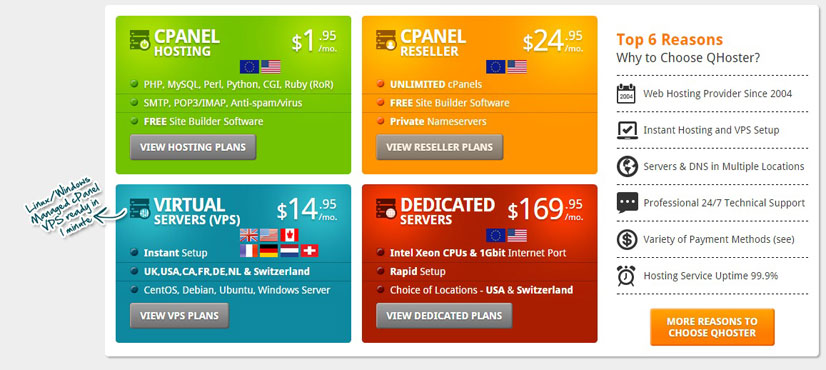 CPANEL
HOSTING
$1.95
/mo.
PHP, MySQL, Perl, Python, CGI, Ruby (RoR)
SMTP, POP3/IMAP, Anti-spam/virus
FREE Site Builder Software
VIEW HOSTING PLANS
CPANEL
RESELLER
$24.95
/mo.
UNLIMITED cPanels
FREE Site Builder Software
Private Nameservers
VIEW RESELLER PLANS
Linux/Windows
Managed cPanel
VPS ready in
1 minute
VIRTUAL
SERVERS (VPS)
$14.95
/mo.
Instant Setup
UK,USA,CA,FR,DE,NL & Switzerland
CentOS, Debian, Ubuntu, Windows Server
VIEW VPS PLANS
DEDICATED
SERVERS
$169.95
/mo.
Intel Xeon CPUs & 1Gbit Internet Port
Rapid Setup
Choice of Locations - USA & Switzerland
VIEW DEDICATED PLANS
Top 6 Reasons
Why to Choose QHoster?
2004
Web Hosting Provider Since 2004
Instant Hosting and VPS Setup
Servers & DNS in Multiple Locations
Professional 24/7 Technical Support
$
Variety of Payment Methods (see)
Hosting Service Uptime 99.9%
MORE REASONS TO
CHOOSE QHOSTER